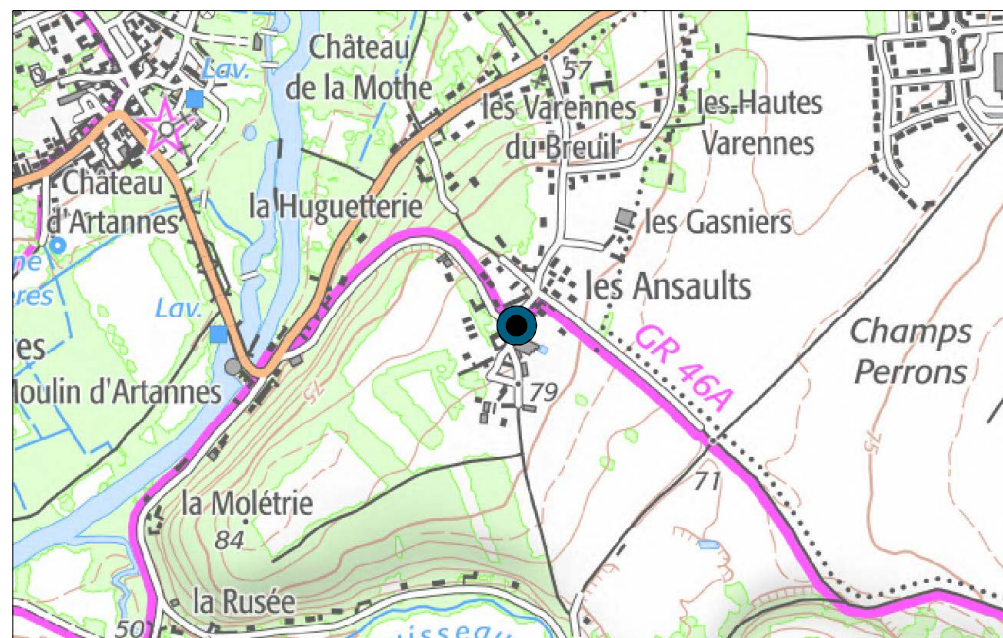 Château
de la Mothe
Lav.
57
les Varennes
du Breuil
les Hautes
Varennes
Château
d'Artannes
la Huguetterie
les Gasniers
Lav.
les Ansaults
Champs
Perrons
GR 46A
Moulin d'Artannes
75
79
75
71
la Molétrie
84
la Rusée
50